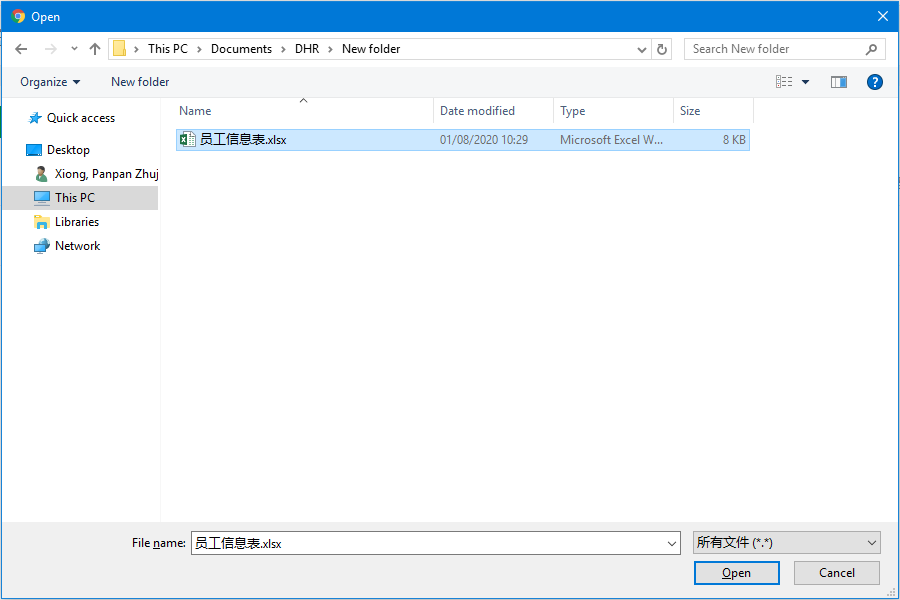 Open
This PC > Documents > DHR > New folder
Search New folder
Organize
New folder
Name
Date modified
Type
Size
Quick access
Desktop
Xiong, Panpan Zhuj
This PC
Libraries
Network
员工信息表.xlsx 01/08/2020 10:29 Microsoft Excel W... 8 KB
File name: 员工信息表.xlsx
所有文件 (*.*)
Open
Cancel